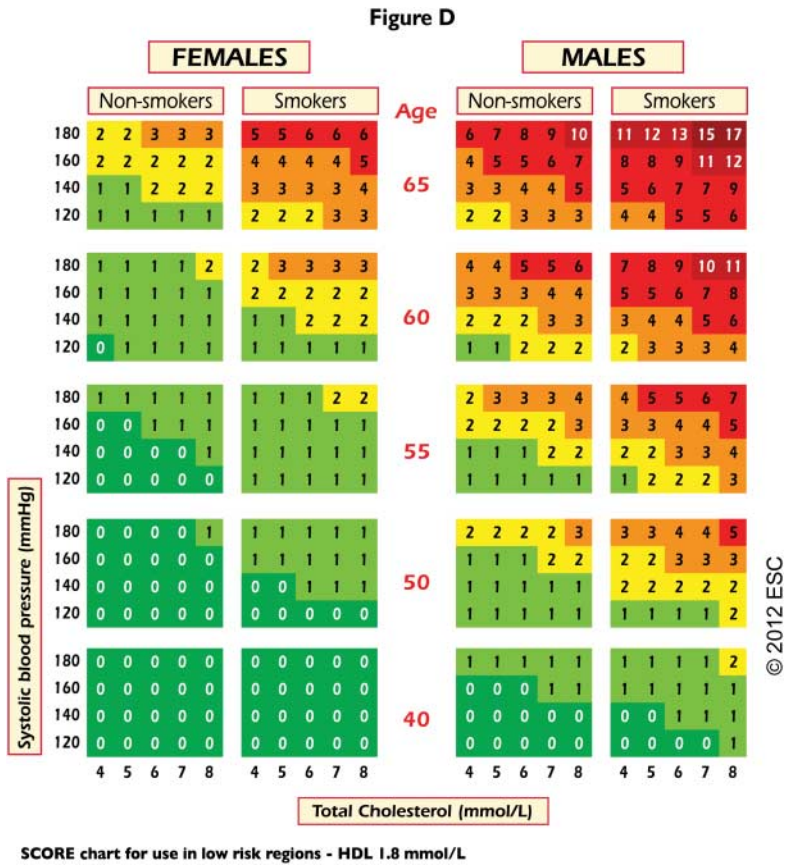 Figure D
FEMALES MALES
Non-smokers Smokers Age Non-smokers Smokers
180 2 2 3 3 3 5 5 6 6 6 6 7 8 9 10 11 12 13 15 17
160 2 2 2 2 2 4 4 4 4 5 4 5 5 6 7 8 8 9 11 12
65
140 1 1 2 2 2 3 3 3 3 4 3 3 4 4 5 5 6 7 7 9
120 1 1 1 1 1 2 2 2 3 3 2 2 3 3 3 4 4 5 5 6
180 1 1 1 1 2 2 3 3 3 3 4 4 5 5 6 7 8 9 10 11
160 1 1 1 1 1 2 2 2 2 2 3 3 3 4 4 5 5 6 7 8
60
140 1 1 1 1 1 1 1 2 2 2 2 2 2 3 3 3 4 4 5 6
120 0 1 1 1 1 1 1 1 1 1 1 1 2 2 2 2 3 3 3 4
180 1 1 1 1 1 1 1 1 2 2 2 3 3 3 4 4 5 5 6 7
160 0 0 1 1 1 1 1 1 1 1 2 2 2 2 3 3 3 4 4 5
55
140 0 0 0 0 1 1 1 1 1 1 1 1 1 2 2 2 2 3 3 4
120 0 0 0 0 0 1 1 1 1 1 1 1 1 1 1 1 2 2 2 3
180 0 0 0 0 1 1 1 1 1 1 2 2 2 2 3 3 3 4 4 5
160 0 0 0 0 0 1 1 1 1 1 1 1 1 2 2 2 2 3 3 3
50
140 0 0 0 0 0 0 0 1 1 1 1 1 1 1 1 2 2 2 2 2
120 0 0 0 0 0 0 0 0 0 0 1 1 1 1 1 1 1 1 1 2
180 0 0 0 0 0 0 0 0 0 0 1 1 1 1 1 1 1 1 1 2
160 0 0 0 0 0 0 0 0 0 0 0 0 0 1 1 1 1 1 1 1
40
140 0 0 0 0 0 0 0 0 0 0 0 0 0 0 0 0 0 1 1 1
120 0 0 0 0 0 0 0 0 0 0 0 0 0 0 0 0 0 0 0 1
4 5 6 7 8 4 5 6 7 8 4 5 6 7 8 4 5 6 7 8
Systolic blood pressure (mmHg)
© 2012 ESC
Total Cholesterol (mmol/L)
SCORE chart for use in low risk regions - HDL 1.8 mmol/L